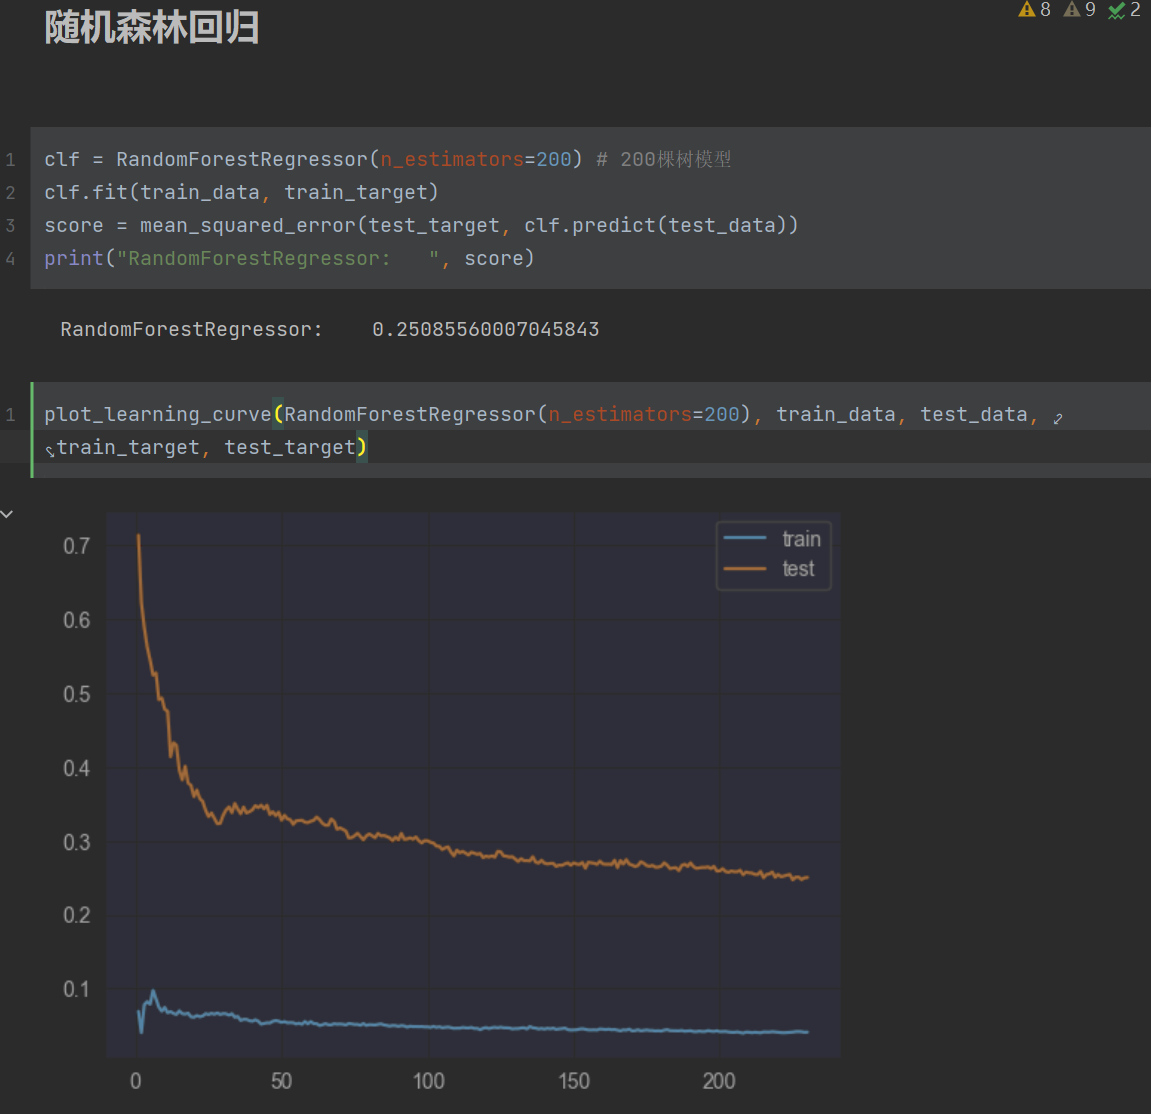 随机森林回归
8 9 2
1 clf = RandomForestRegressor(n_estimators=200) # 200棵树模型
2 clf.fit(train_data, train_target)
3 score = mean_squared_error(test_target, clf.predict(test_data))
4 print("RandomForestRegressor:   ", score)
RandomForestRegressor:    0.25085560007045843
1 plot_learning_curve(RandomForestRegressor(n_estimators=200), train_data, test_data,
train_target, test_target)
train
test
0.7
0.6
0.5
0.4
0.3
0.2
0.1
0 50 100 150 200